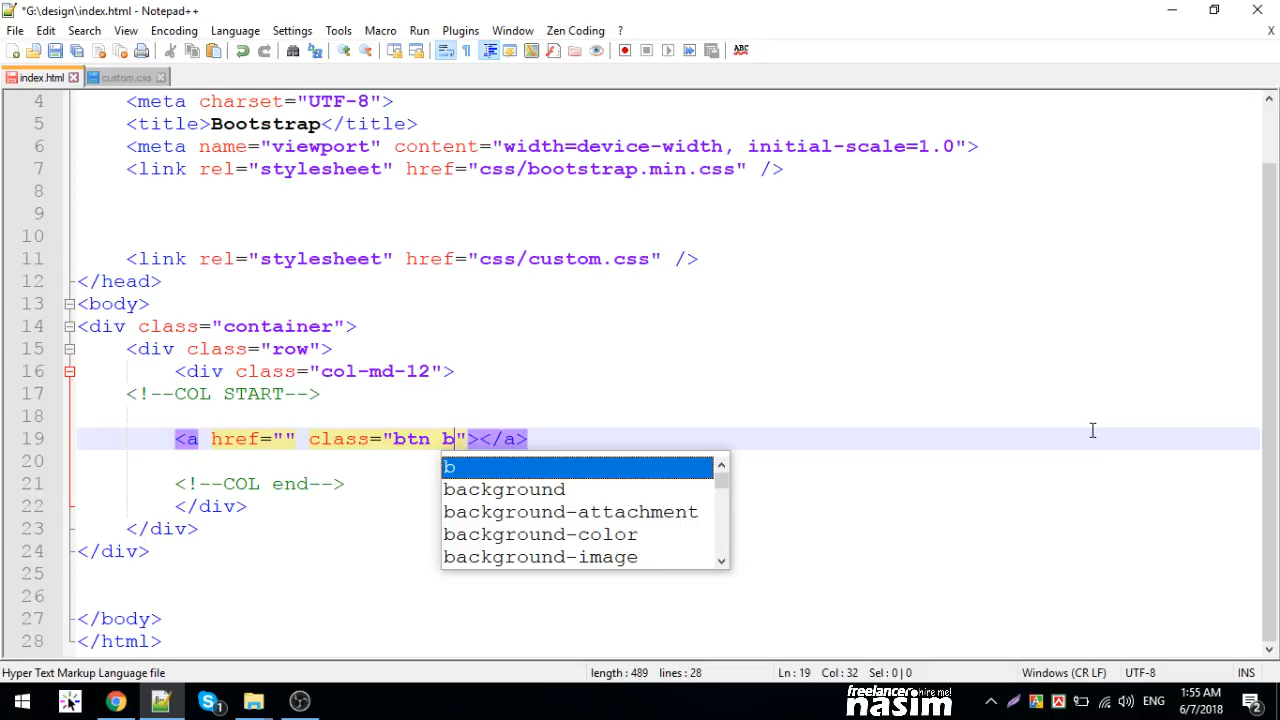 *G:\design\index.html - Notepad++
File Edit Search View Encoding Language Settings Tools Macro Run Plugins Window Zen Coding ? X
ABC
index.html custom.css
4 <meta charset="UTF-8">
5 <title>Bootstrap</title>
6 <meta name="viewport" content="width=device-width, initial-scale=1.0">
7 <link rel="stylesheet" href="css/bootstrap.min.css" />
8
9
10
11 <link rel="stylesheet" href="css/custom.css" />
12 </head>
13 <body>
14 <div class="container">
15 <div class="row">
16 <div class="col-md-12">
17 <!--COL START-->
18
19 <a href="" class="btn b"></a>
20
b
21 <!--COL end-->
background
22 </div>
background-attachment
23 </div>
background-color
24 </div>
background-image
25
26
27 </body>
28 </html>
Hyper Text Markup Language file length : 489 lines : 28 Ln : 19 Col : 32 Sel : 0 | 0 Windows (CR LF) UTF-8 INS
freelancer hire me!
nasim
1 ENG 1:55 AM
6/7/2018 2